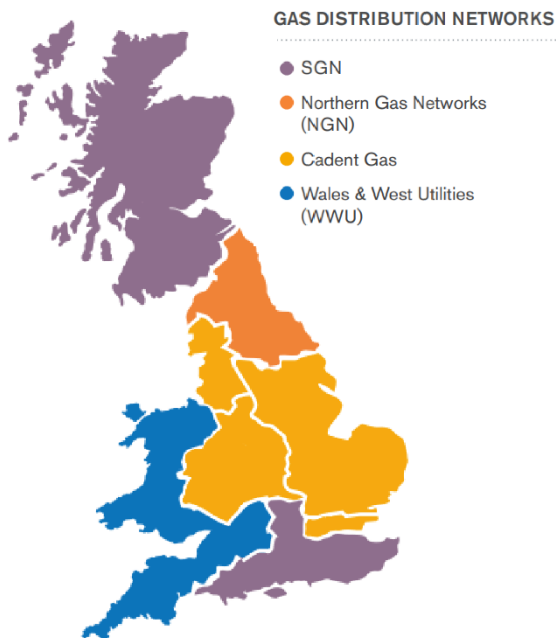 GAS DISTRIBUTION NETWORKS
SGN
Northern Gas Networks
(NGN)
Cadent Gas
Wales & West Utilities
(WWU)